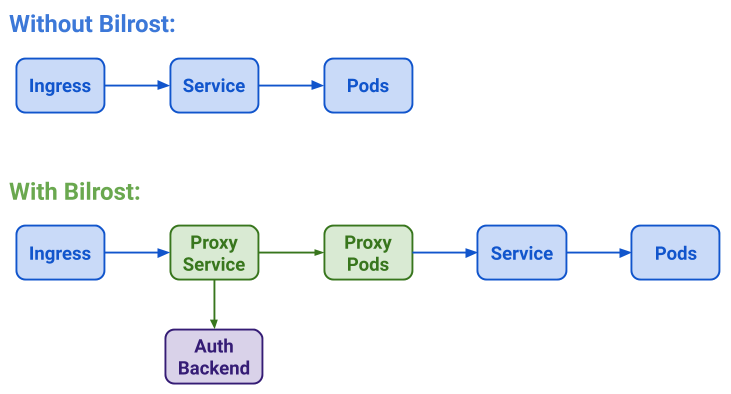 Without Bilrost:
Ingress
Service
Pods
With Bilrost:
Ingress
Proxy
Service
Proxy
Pods
Service
Pods
Auth
Backend